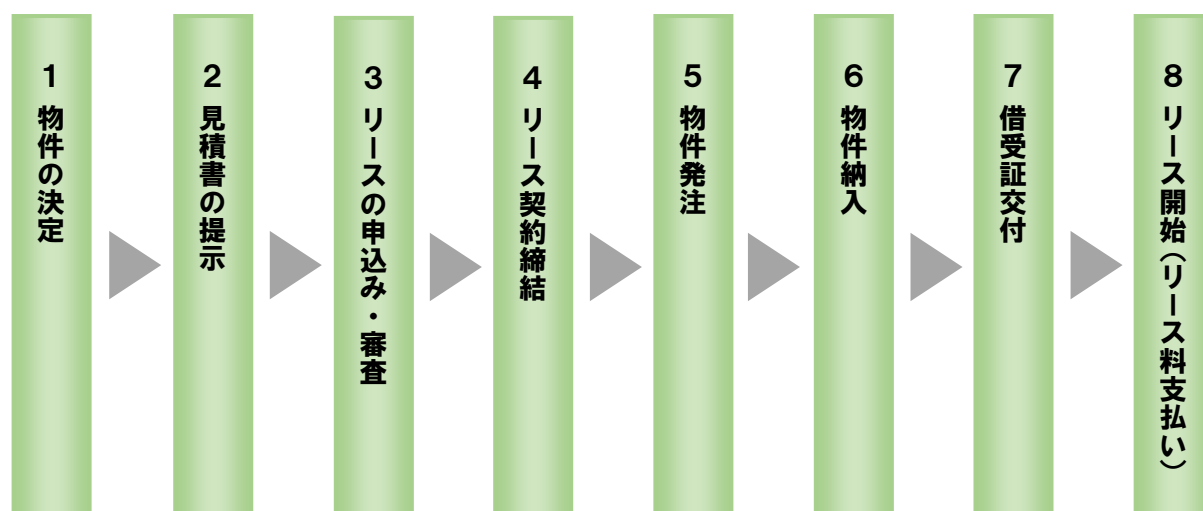 1 物件の決定
2 見積書の提示
3 リースの申込み・審査
4 リース契約締結
5 物件発注
6 物件納入
7 借受証交付
8 リース開始（リース料支払い）